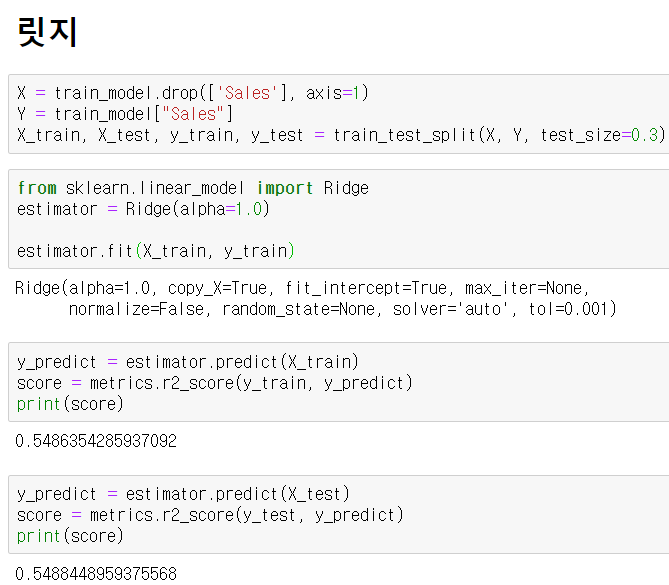 릿지
X = train_model.drop(['Sales'], axis=1)
Y = train_model["Sales"]
X_train, X_test, y_train, y_test = train_test_split(X, Y, test_size=0.3)
from sklearn.linear_model import Ridge
estimator = Ridge(alpha=1.0)
estimator.fit(X_train, y_train)
Ridge(alpha=1.0, copy_X=True, fit_intercept=True, max_iter=None,
normalize=False, random_state=None, solver='auto', tol=0.001)
y_predict = estimator.predict(X_train)
score = metrics.r2_score(y_train, y_predict)
print(score)
0.5486354285937092
y_predict = estimator.predict(X_test)
score = metrics.r2_score(y_test, y_predict)
print(score)
0.5488448959375568